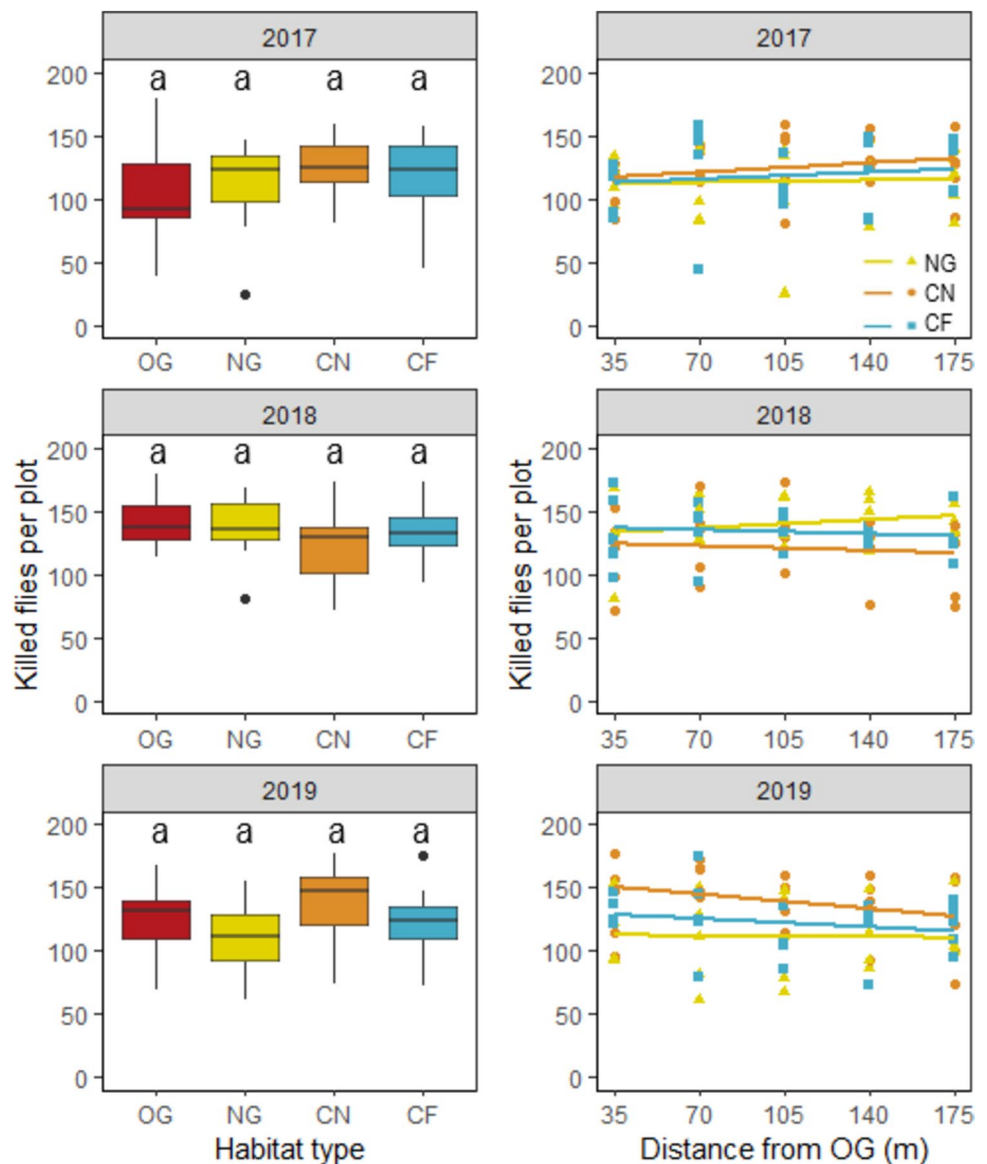 2017
a a a a
200
150
100
50
0
OG NG CN CF
2017
200
150
100
50
0
NG
CN
CF
35 70 105 140 175
2018
a a a a
200
150
100
50
0
OG NG CN CF
2018
200
150
100
50
0
35 70 105 140 175
Killed flies per plot
Killed flies per plot
2019
a a a a
200
150
100
50
0
OG NG CN CF
Habitat type
2019
200
150
100
50
0
35 70 105 140 175
Distance from OG (m)